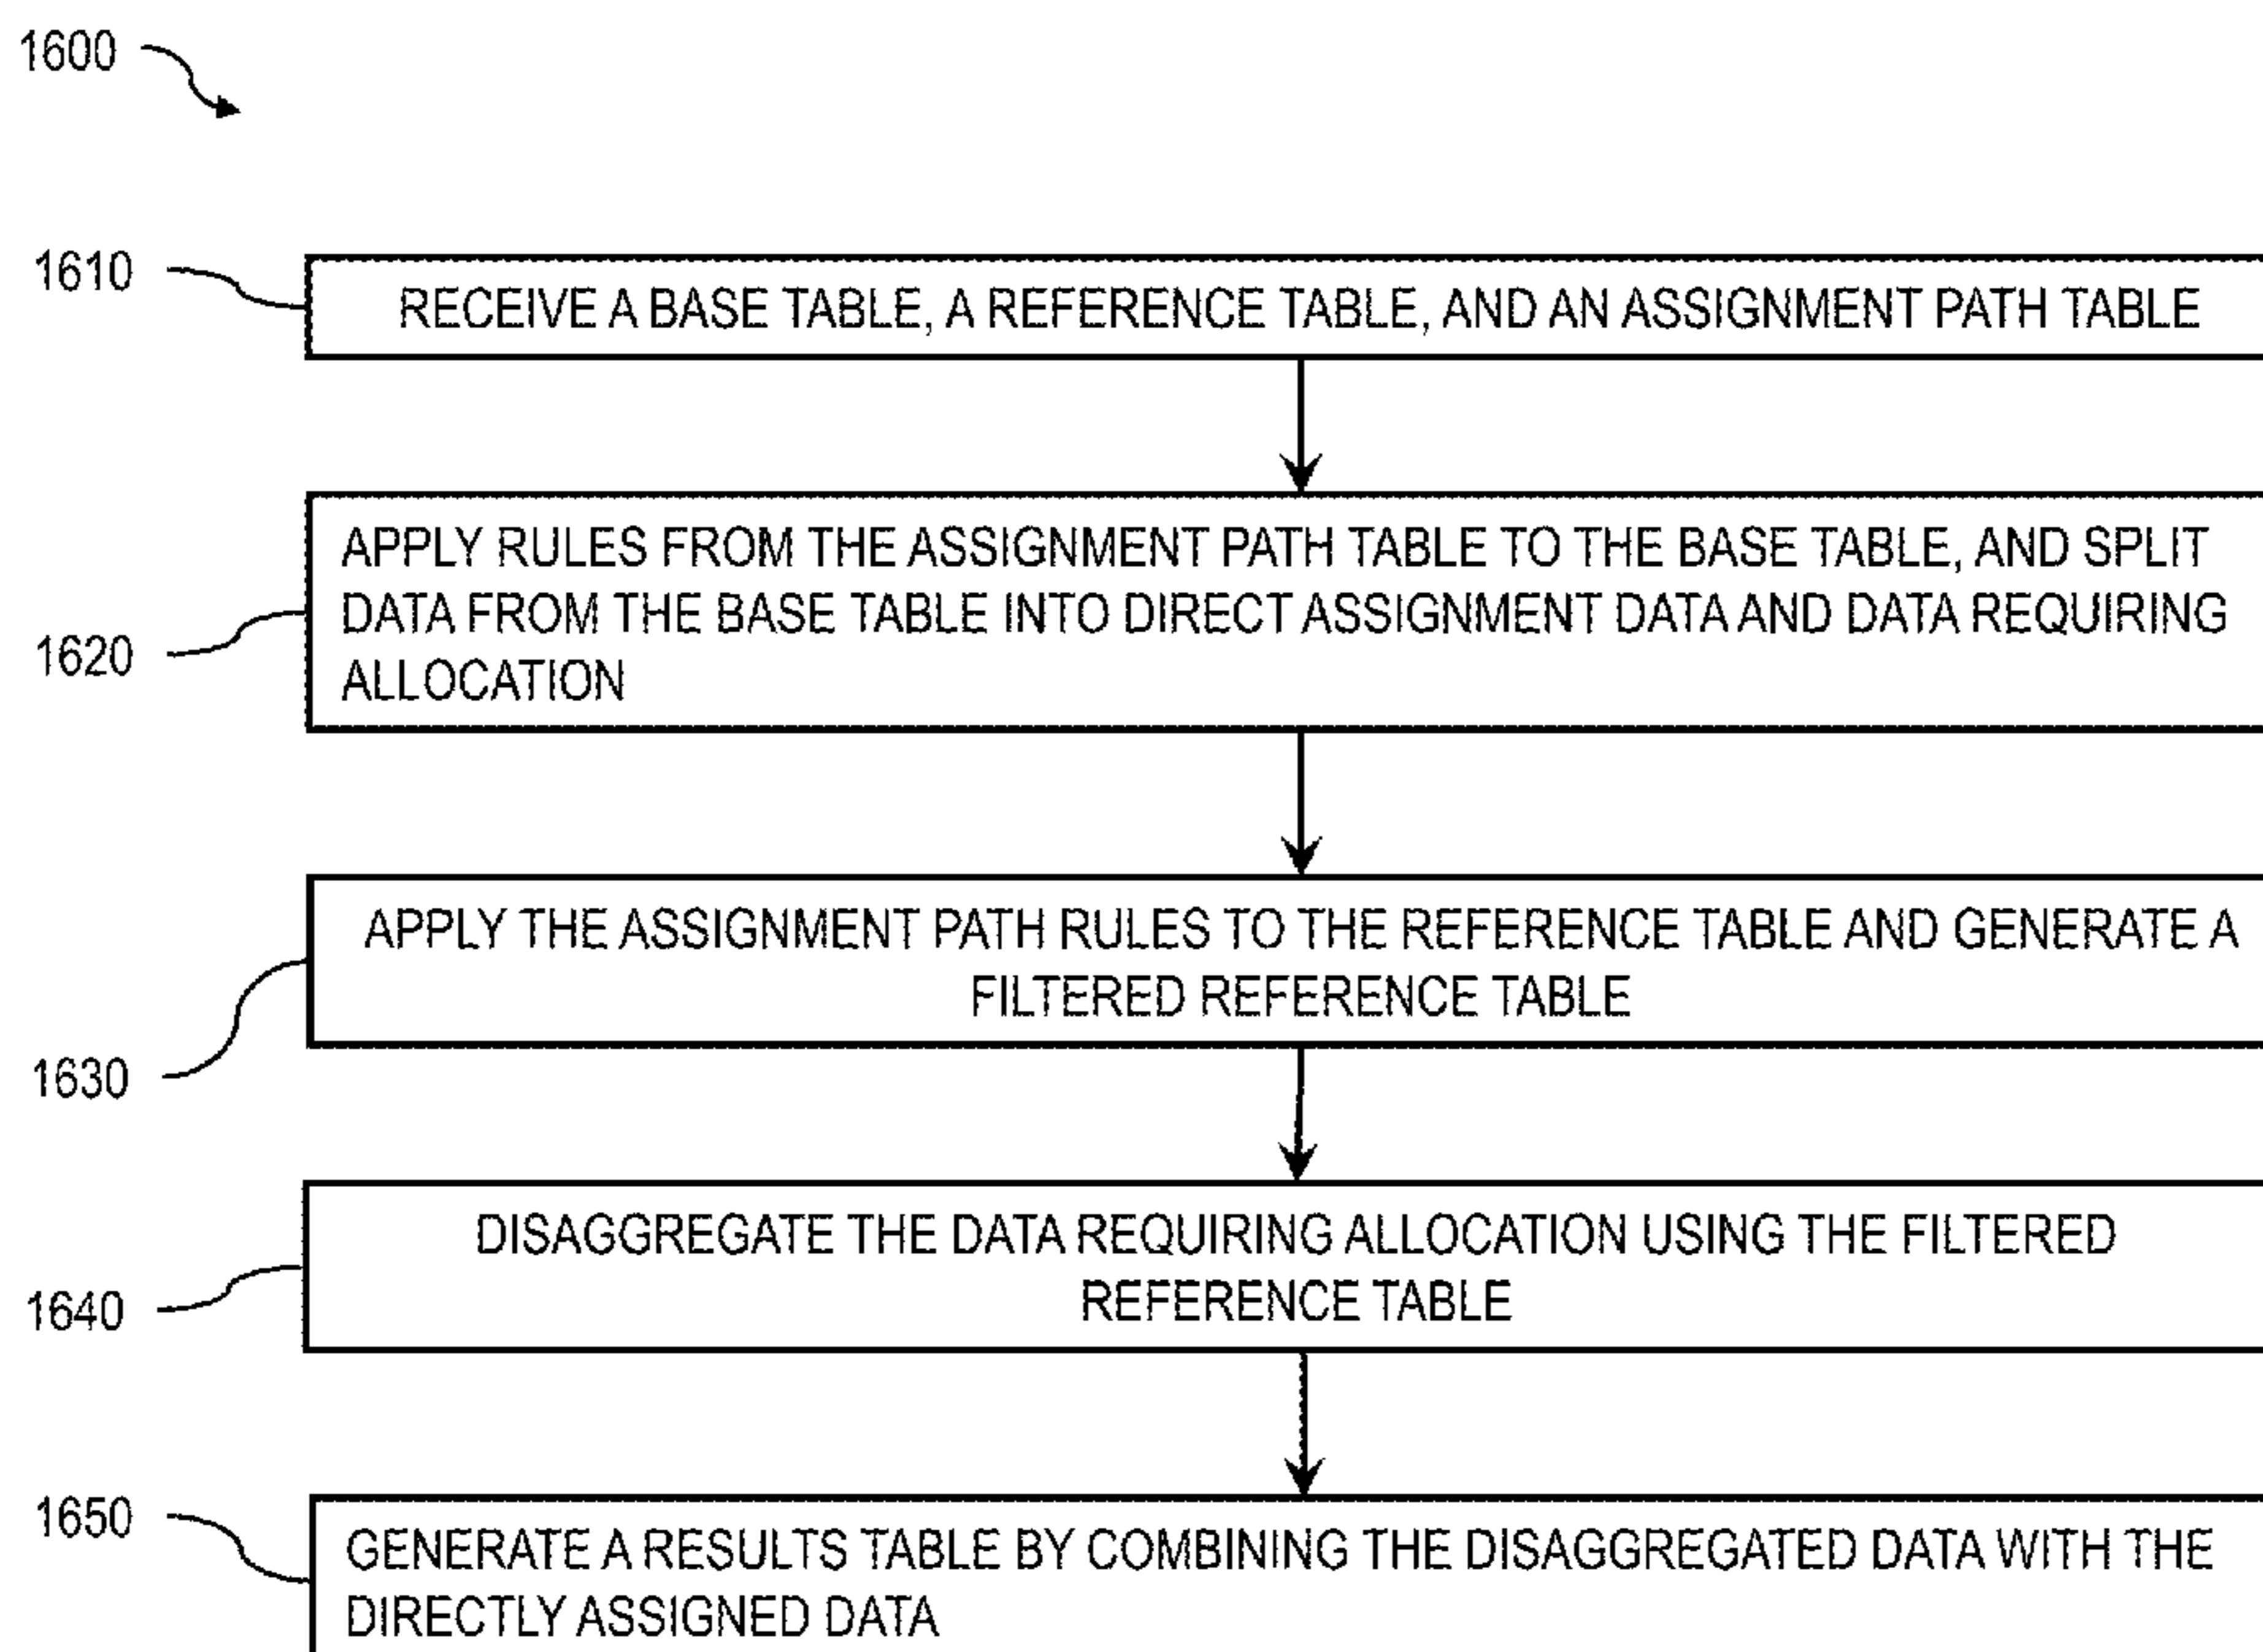 1600
1610
RECEIVE A BASE TABLE, A REFERENCE TABLE, AND AN ASSIGNMENT PATH TABLE
APPLY RULES FROM THE ASSIGNMENT PATH TABLE TO THE BASE TABLE, AND SPLIT
DATA FROM THE BASE TABLE INTO DIRECT ASSIGNMENT DATA AND DATA REQUIRING
ALLOCATION
1620
APPLY THE ASSIGNMENT PATH RULES TO THE REFERENCE TABLE AND GENERATE A
FILTERED REFERENCE TABLE
1630
DISAGGREGATE THE DATA REQUIRING ALLOCATION USING THE FILTERED
REFERENCE TABLE
1640
1650
GENERATE A RESULTS TABLE BY COMBINING THE DISAGGREGATED DATA WITH THE
DIRECTLY ASSIGNED DATA